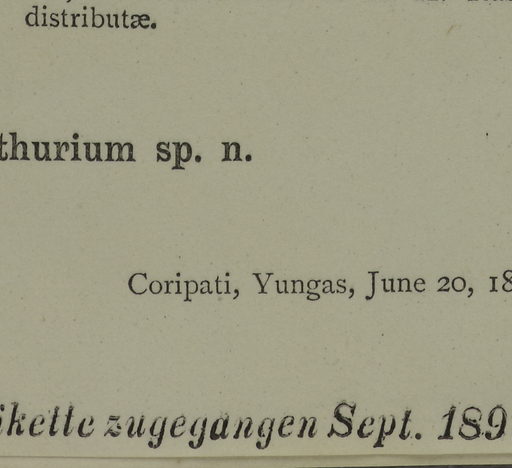 distributæ.
thurium sp. n.
Coripati, Yungas, June 20, 18
ikette zugegangen Sept. 189